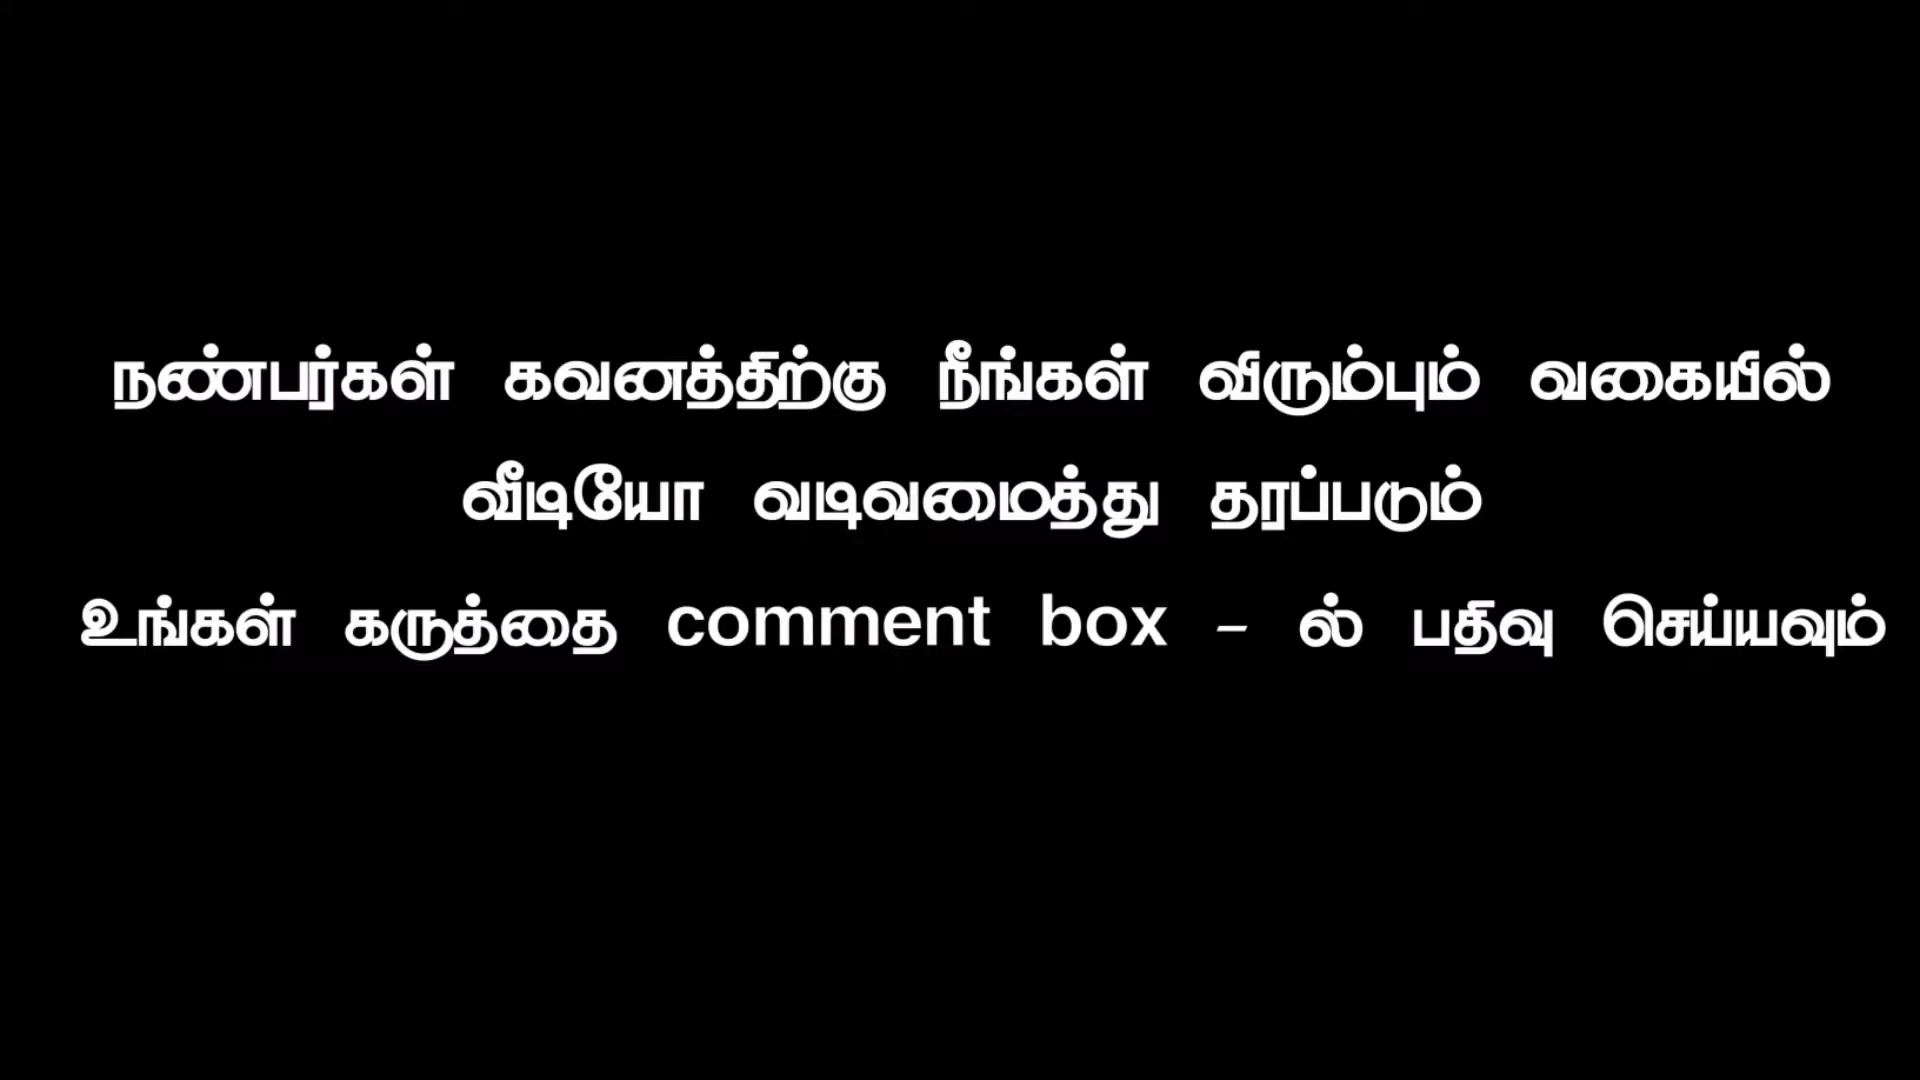 நண்பர்கள் கவனத்திற்கு நீங்கள் விரும்பும் வகையில்
வீடியோ வடிவமைத்து தரப்படும்
உங்கள் கருத்தை comment box - ல் பதிவு செய்யவும்